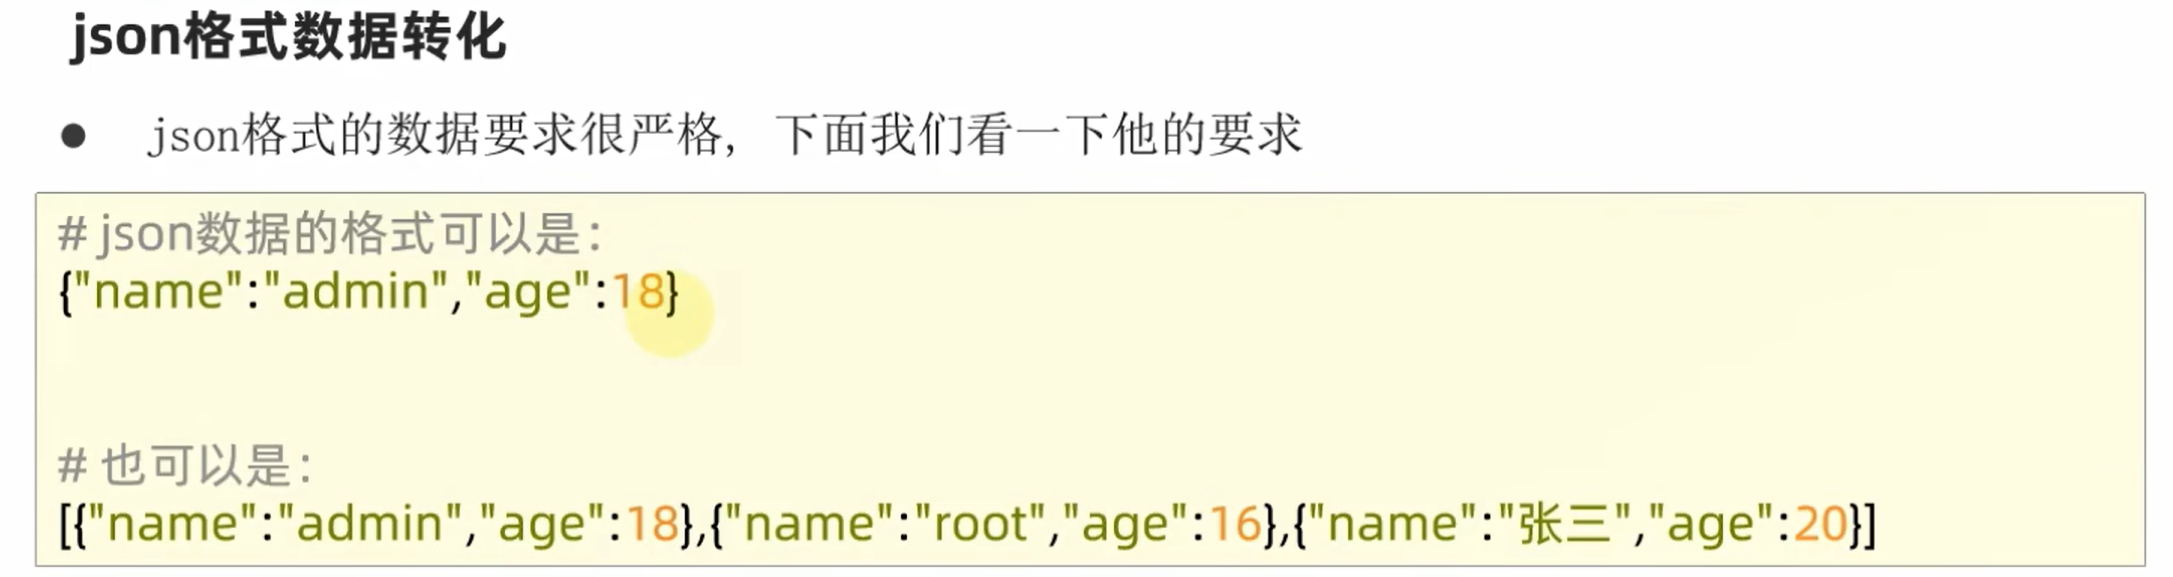 json格式数据转化
● json格式的数据要求很严格，下面我们看一下他的要求
# json数据的格式可以是：
{"name":"admin","age":18}
# 也可以是：
[{"name":"admin","age":18},{"name":"root","age":16},{"name":"张三","age":20}]